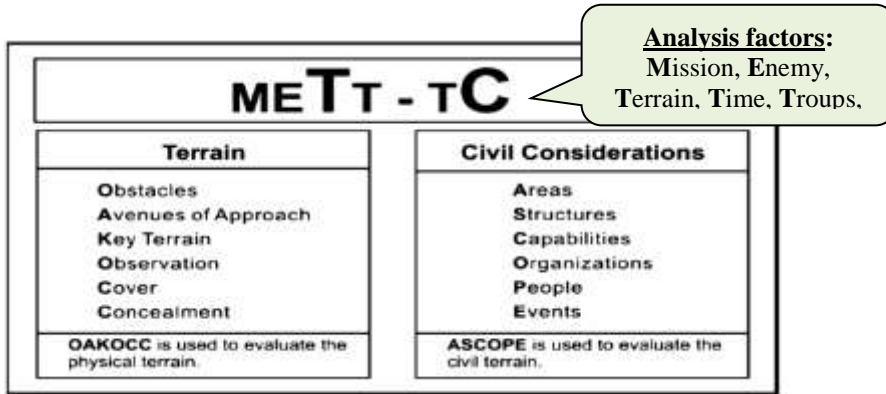 Analysis factors:
Mission, Enemy,
Terrain, Time, Troups,
METT - TC
Terrain
Obstacles
Avenues of Approach
Key Terrain
Observation
Cover
Concealment
OAKOCC is used to evaluate the
physical terrain.
Civil Considerations
Areas
Structures
Capabilities
Organizations
People
Events
ASCOPE is used to evaluate the
civil terrain.